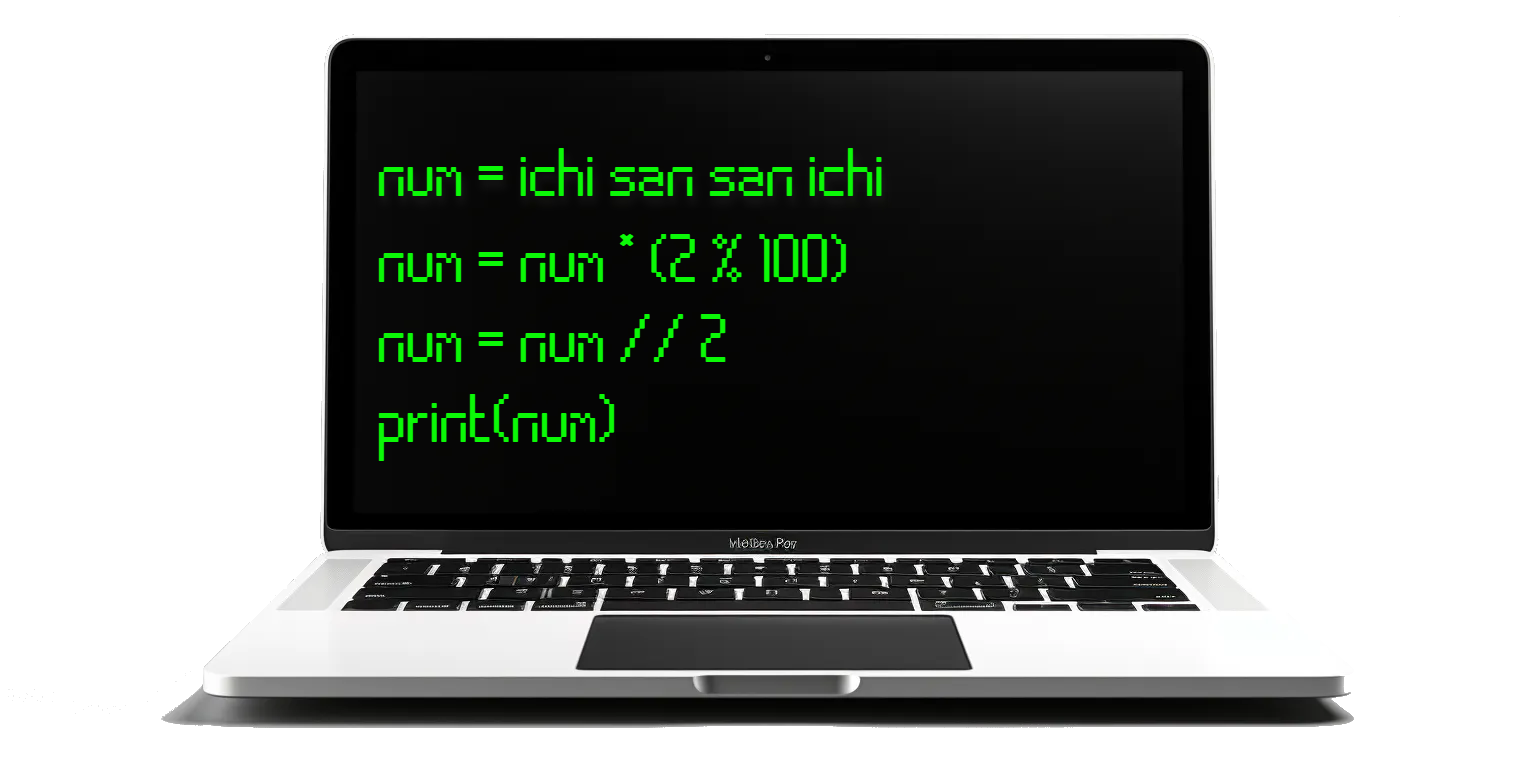 num = ichi san san ichi
num = num * (2 % 100)
num = num // 2
print(num)